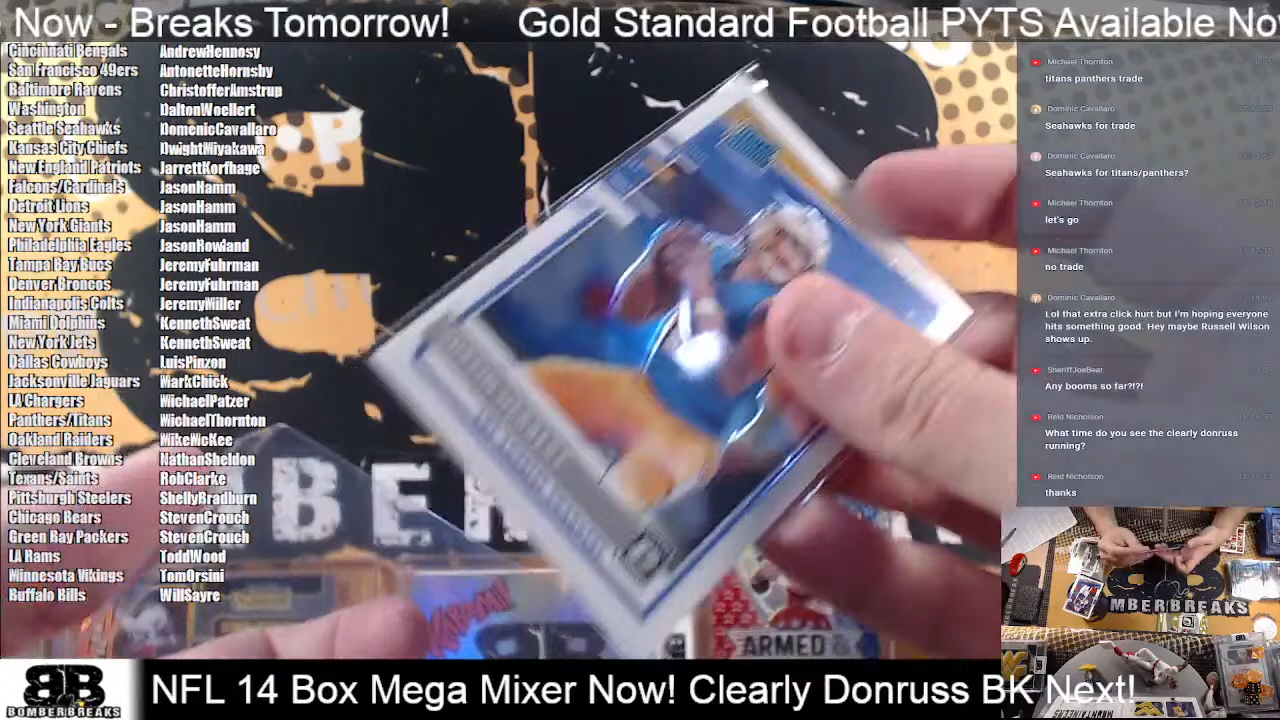 Now - Breaks Tomorrow! Gold Standard Football PYTS Available No
Cincinnati Bengals AndrewHennosy
San Francisco 49ers AntonetteHornsby
Baltimore Ravens ChristofferAmstrup
Washington DaltonWoellert
Seattle Seahawks DomenicCavallaro
Kansas City Chiefs DwightMiyakawa
New England Patriots JarrettKorfhage
Falcons/Cardinals JasonHamm
Detroit Lions JasonHamm
New York Giants JasonHamm
Philadelphia Eagles JasonRowland
Tampa Bay Bucs JeremyFuhrman
Denver Broncos JeremyFuhrman
Indianapolis Colts JeremyMiller
Miami Dolphins KennethSweat
New York Jets KennethSweat
Dallas Cowboys LuisPinzon
Jacksonville Jaguars MarkChick
LA Chargers MichaelPatzer
Panthers/Titans MichaelThornton
Oakland Raiders MikeMcKee
Cleveland Browns NathanSheldon
Texans/Saints RobClarke
Pittsburgh Steelers ShellyBradburn
Chicago Bears StevenCrouch
Green Bay Packers StevenCrouch
LA Rams ToddWood
Minnesota Vikings TomOrsini
Buffalo Bills WillSayre
Michael Thornton
titans panthers trade
Dominic Cavallaro
Seahawks for trade
Dominic Cavallaro
Seahawks for titans/panthers?
Michael Thornton
let's go
Michael Thornton
no trade
Dominic Cavallaro
Lol that extra click hurt but I'm hoping everyone
hits something good. Hey maybe Russell Wilson
shows up.
SheriffJoeBear
Any booms so far?!?!
Reid Nicholson
What time do you see the clearly donruss
running?
Reid Nicholson
thanks
KABOOM!
ARMED &
MBERBREAKS
BB
BOMBERBREAKS
NFL 14 Box Mega Mixer Now! Clearly Donruss BK Next!